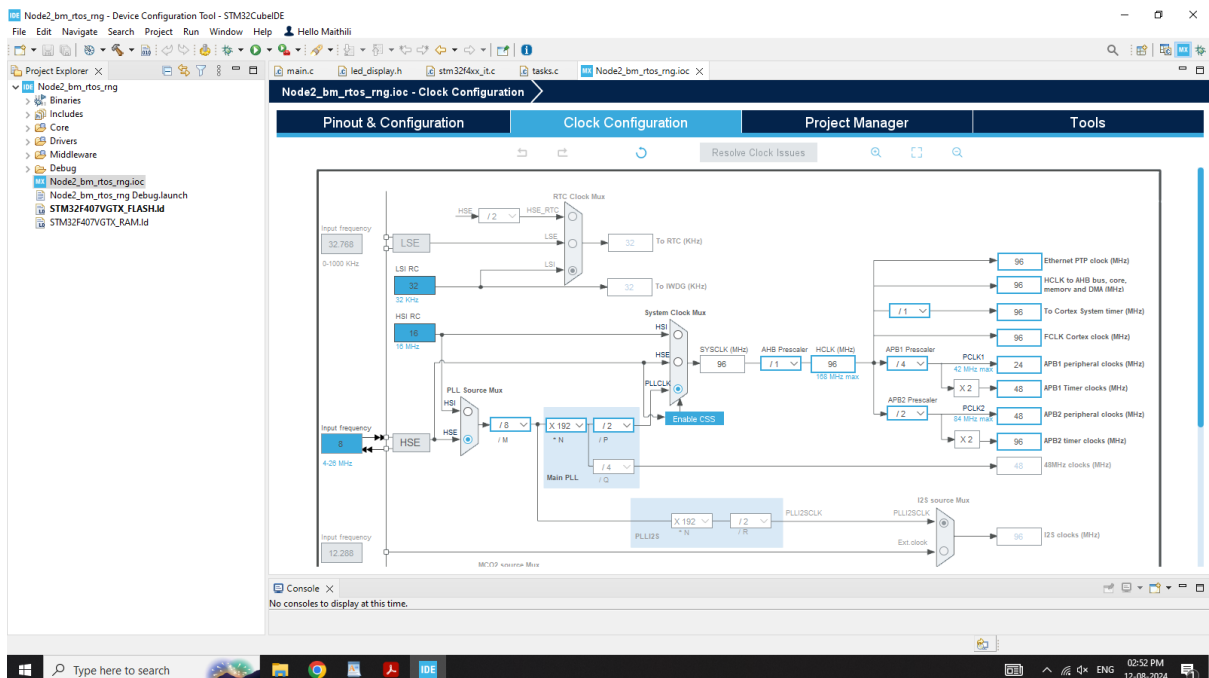 IDE Node2_bm_rtos_rng - Device Configuration Tool - STM32CubeIDE
File Edit Navigate Search Project Run Window Help Hello Maithili
Project Explorer
main.c led_display.h stm32f4xx_it.c tasks.c MX Node2_bm_rtos_rng.ioc
IDE Node2_bm_rtos_rng
Binaries
Includes
Core
Drivers
Middleware
Debug
MX Node2_bm_rtos_rng.ioc
Node2_bm_rtos_rng Debug.launch
STM32F407VGTX_FLASH.ld
STM32F407VGTX_RAM.ld
Node2_bm_rtos_rng.ioc - Clock Configuration
Pinout & Configuration Clock Configuration Project Manager Tools
Resolve Clock Issues
RTC Clock Mux
HSE / 2 HSE_RTC
Input frequency
32.768
0-1000 KHz
LSE
LSE
32 To RTC (KHz)
LSI RC
32
32 KHz
LSI
32 To IWDG (KHz)
HSI RC
16
16 MHz
System Clock Mux
HSI
HSE
PLLCLK
Enable CSS
SYSCLK (MHz) AHB Prescaler HCLK (MHz)
96 / 1 96
168 MHz max
96 Ethernet PTP clock (MHz)
96 HCLK to AHB bus, core,
memory and DMA (MHz)
/ 1 96 To Cortex System timer (MHz)
96 FCLK Cortex clock (MHz)
APB1 Prescaler
/ 4
PCLK1
42 MHz max
24 APB1 peripheral clocks (MHz)
X 2 48 APB1 Timer clocks (MHz)
APB2 Prescaler
/ 2
PCLK2
84 MHz max
48 APB2 peripheral clocks (MHz)
X 2 96 APB2 timer clocks (MHz)
PLL Source Mux
HSI
HSE
Input frequency
8
4-26 MHz
HSE
/ 8
/ M
X 192
* N
/ 2
/ P
/ 4
/ Q
Main PLL
48 48MHz clocks (MHz)
PLLI2S
X 192
* N
/ 2
/ R
PLLI2SCLK
I2S source Mux
PLLI2SCLK
Ext.clock
96 I2S clocks (MHz)
Input frequency
12.288
MCO2 source Mux
Console
No consoles to display at this time.
Type here to search
IDE
ENG
02:52 PM
12-08-2024